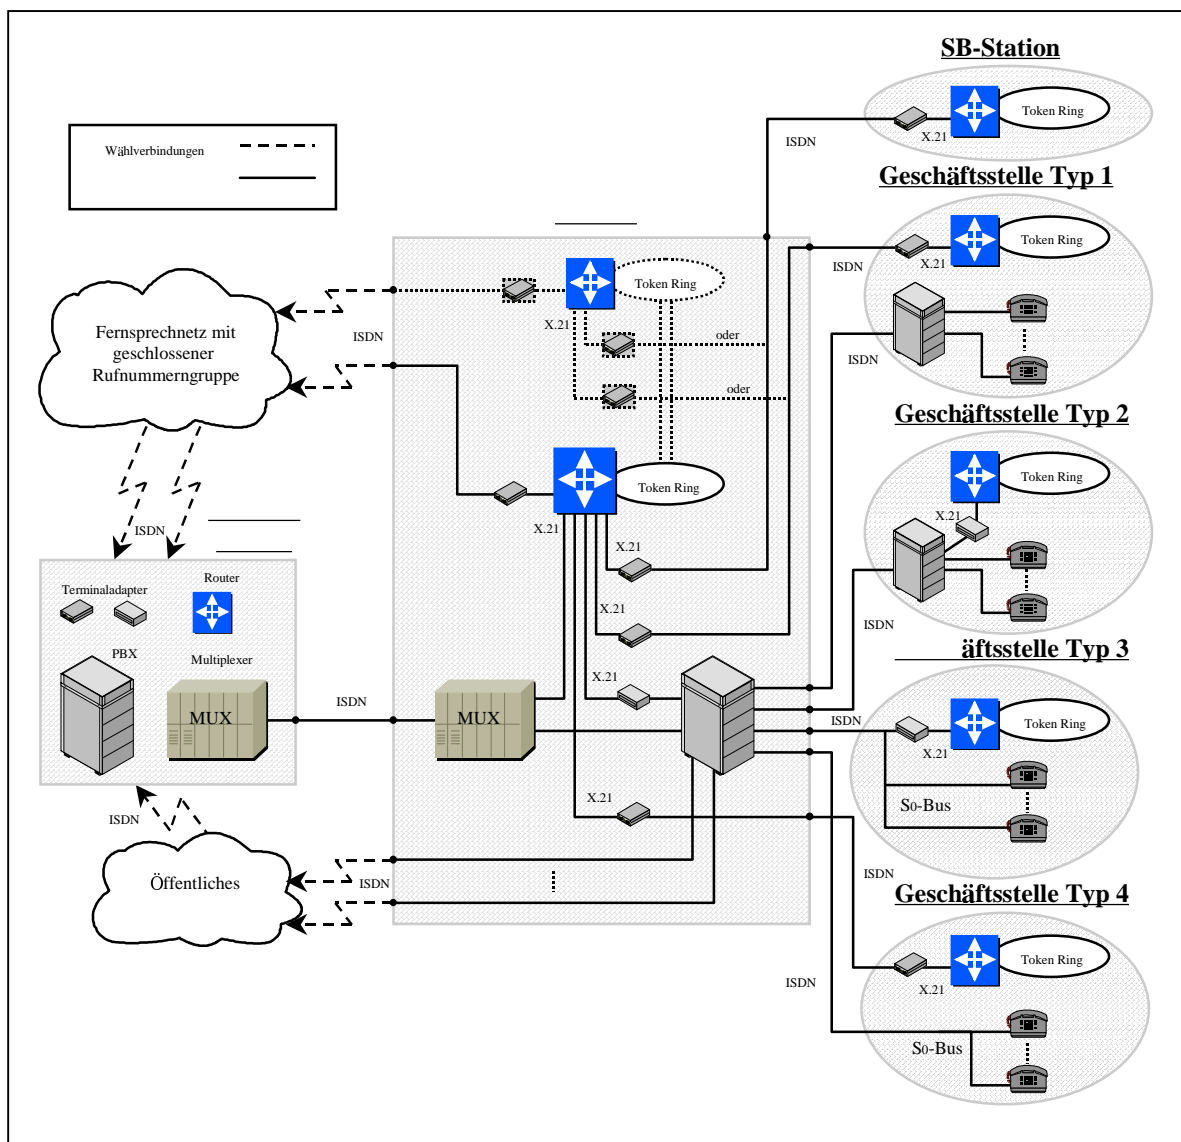 SB-Station
Token Ring
X.21
ISDN
Wählverbindungen
Geschäftsstelle Typ 1
Token Ring
X.21
ISDN
ISDN
Token Ring
X.21
oder
oder
ISDN
Fernsprechnetz mit
geschlossener
Rufnummerngruppe
Geschäftsstelle Typ 2
Token Ring
X.21
ISDN
Token Ring
X.21
X.21
X.21
X.21
X.21
ISDN
Terminaladapter
Router
PBX
Multiplexer
MUX
ISDN
MUX
äftsstelle Typ 3
ISDN
Token Ring
X.21
S0-Bus
ISDN
ISDN
Öffentliches
ISDN
Geschäftsstelle Typ 4
Token Ring
X.21
ISDN
S0-Bus